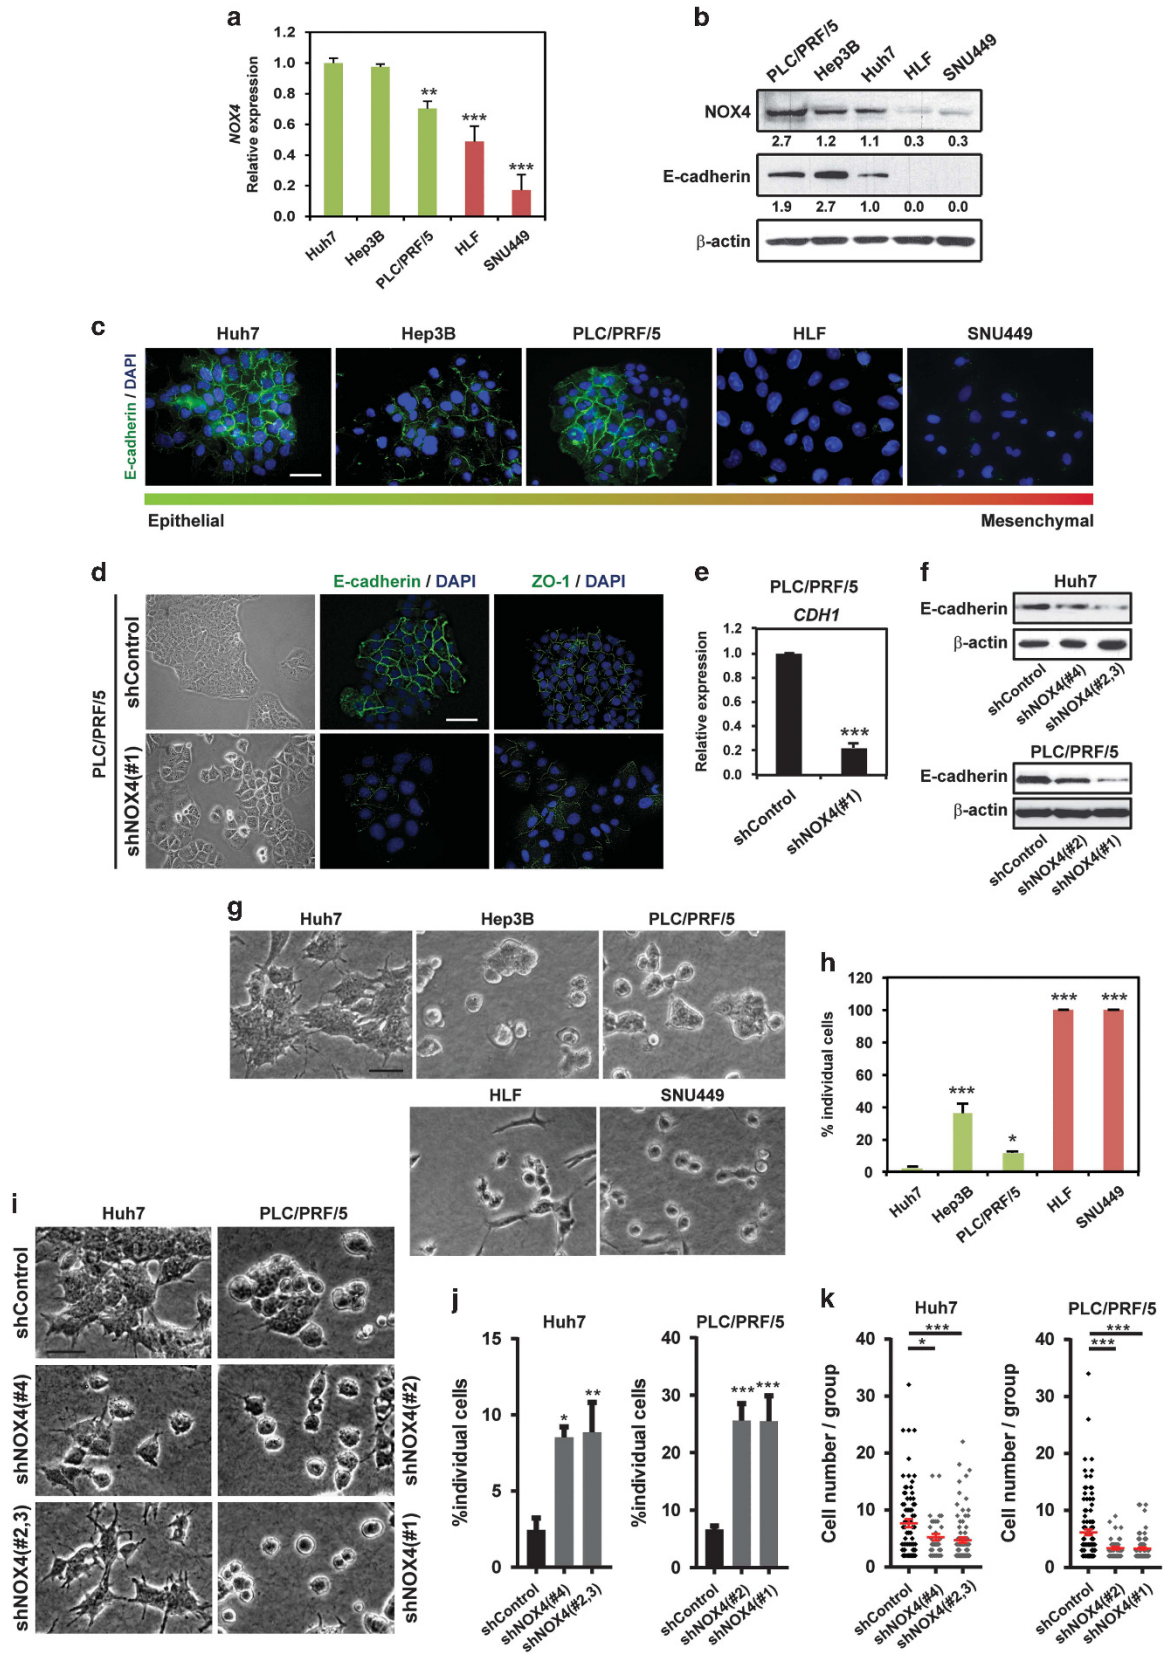 a
1.2
1.0
0.8
0.6
0.4
0.2
0.0
NOX4
Relative expression
**
***
***
Huh7
Hep3B
PLC/PRF/5
HLF
SNU449
b
PLC/PRF/5
Hep3B
Huh7
HLF
SNU449
NOX4
2.7 1.2 1.1 0.3 0.3
E-cadherin
1.9 2.7 1.0 0.0 0.0
β-actin
c
Huh7
Hep3B
PLC/PRF/5
HLF
SNU449
E-cadherin / DAPI
Epithelial
Mesenchymal
d
E-cadherin / DAPI
ZO-1 / DAPI
PLC/PRF/5
shControl
shNOX4(#1)
e
PLC/PRF/5
CDH1
1.2
1.0
0.8
0.6
0.4
0.2
0.0
Relative expression
***
shControl
shNOX4(#1)
f
Huh7
E-cadherin
β-actin
shControl
shNOX4(#4)
shNOX4(#2,3)
PLC/PRF/5
E-cadherin
β-actin
shControl
shNOX4(#2)
shNOX4(#1)
g
Huh7
Hep3B
PLC/PRF/5
HLF
SNU449
h
120
100
80
60
40
20
0
% individual cells
***
*
***
***
Huh7
Hep3B
PLC/PRF/5
HLF
SNU449
i
Huh7
PLC/PRF/5
shControl
shNOX4(#4)
shNOX4(#2)
shNOX4(#2,3)
shNOX4(#1)
j
Huh7
15
10
5
0
%individual cells
*
**
shControl
shNOX4(#4)
shNOX4(#2,3)
PLC/PRF/5
40
30
20
10
0
%individual cells
***
***
shControl
shNOX4(#2)
shNOX4(#1)
k
Huh7
40
30
20
10
0
Cell number / group
***
*
shControl
shNOX4(#4)
shNOX4(#2,3)
PLC/PRF/5
40
30
20
10
0
Cell number / group
***
***
shControl
shNOX4(#2)
shNOX4(#1)